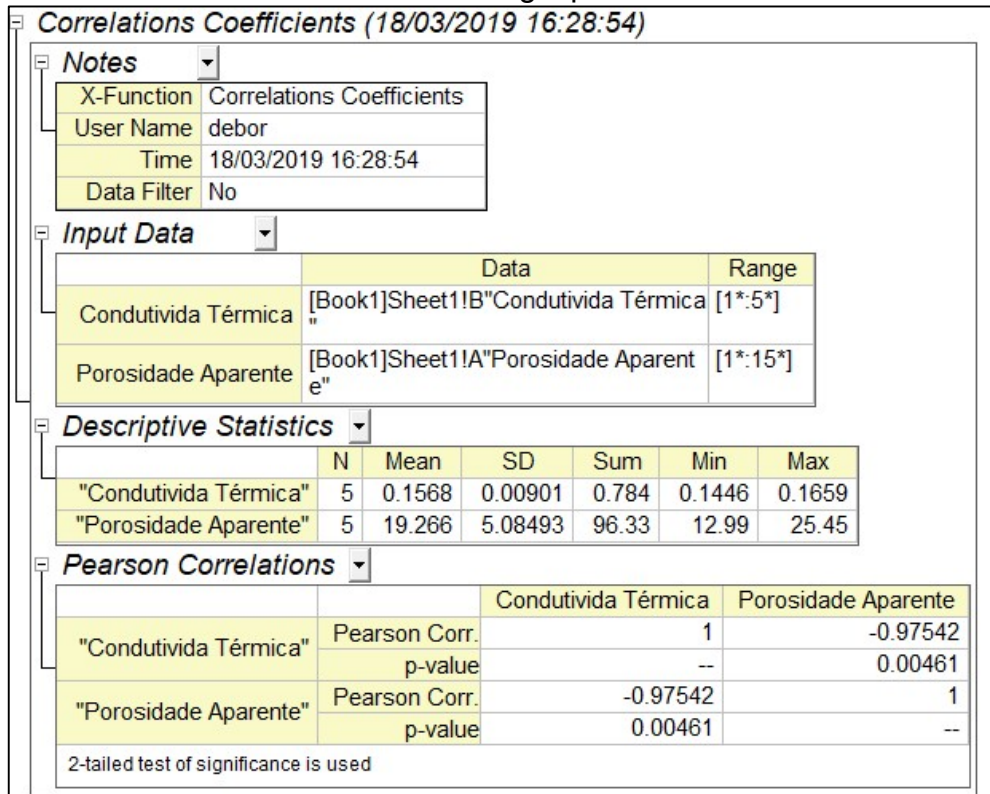 Correlations Coefficients (18/03/2019 16:28:54)
Notes
X-Function Correlations Coefficients
User Name debor
Time 18/03/2019 16:28:54
Data Filter No
Input Data
Data Range
Condutivida Térmica [Book1]Sheet1!B"Condutivida Térmica [1*:5*]
"
Porosidade Aparente [Book1]Sheet1!A"Porosidade Aparent [1*:15*]
e"
Descriptive Statistics
N Mean SD Sum Min Max
"Condutivida Térmica" 5 0.1568 0.00901 0.784 0.1446 0.1659
"Porosidade Aparente" 5 19.266 5.08493 96.33 12.99 25.45
Pearson Correlations
Condutivida Térmica Porosidade Aparente
"Condutivida Térmica" Pearson Corr. 1 -0.97542
p-value -- 0.00461
"Porosidade Aparente" Pearson Corr. -0.97542 1
p-value 0.00461 --
2-tailed test of significance is used